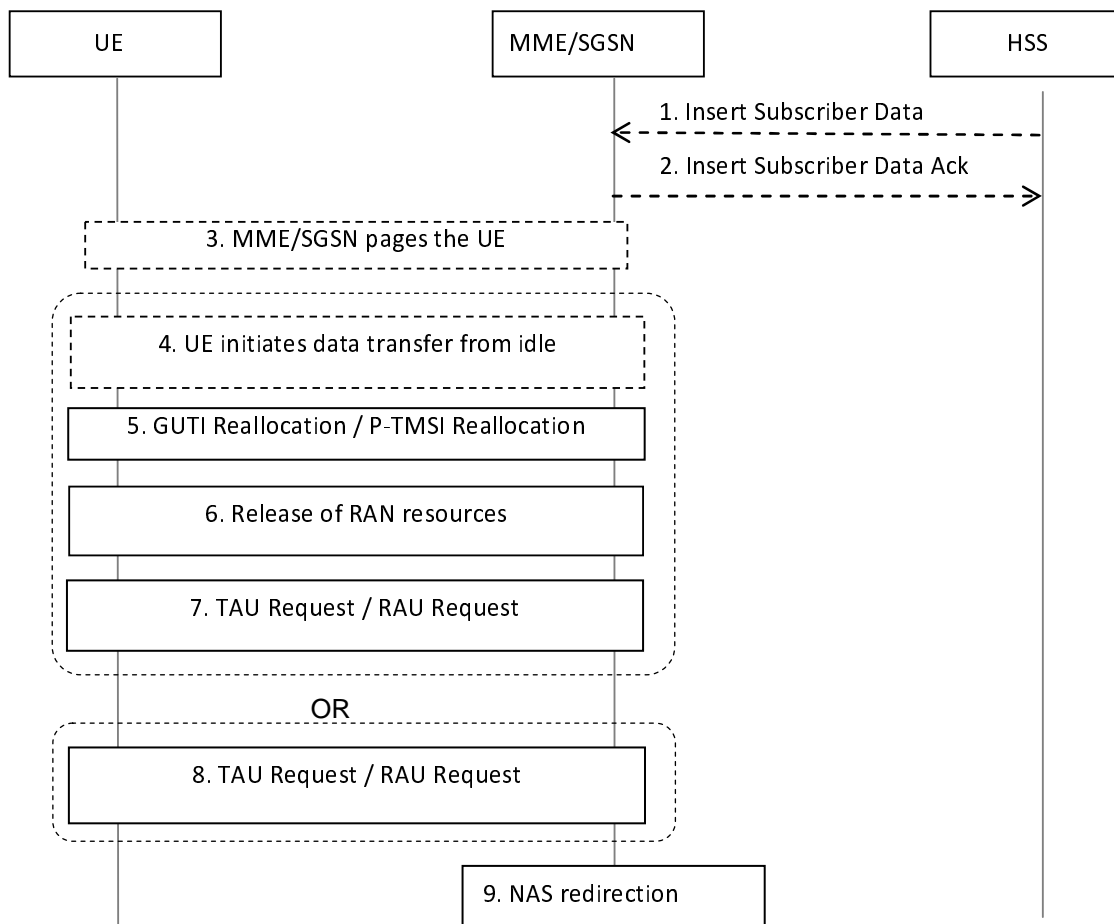 UE
MME/SGSN
HSS
1. Insert Subscriber Data
2. Insert Subscriber Data Ack
3. MME/SGSN pages the UE
4. UE initiates data transfer from idle
5. GUTI Reallocation / P-TMSI Reallocation
6. Release of RAN resources
7. TAU Request / RAU Request
OR
8. TAU Request / RAU Request
9. NAS redirection